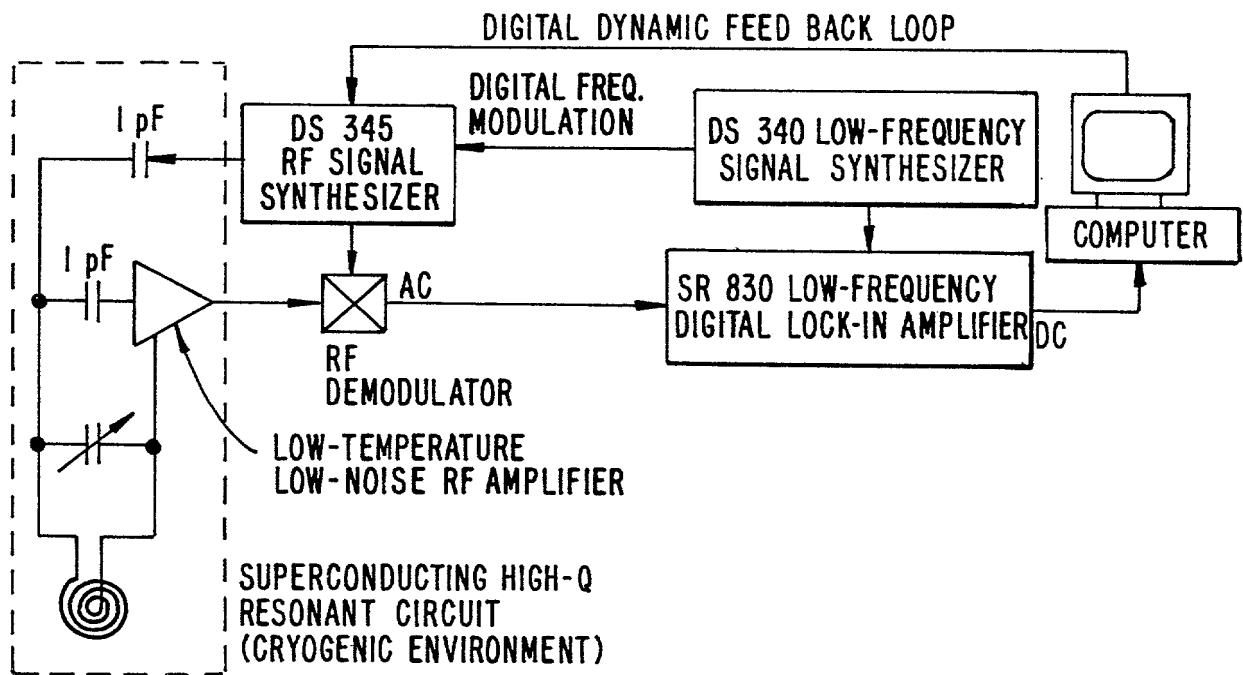 DIGITAL DYNAMIC FEED BACK LOOP
1 pF
DS 345
RF SIGNAL
SYNTHESIZER
DIGITAL FREQ.
MODULATION
DS 340 LOW-FREQUENCY
SIGNAL SYNTHESIZER
COMPUTER
1 pF
AC
RF
DEMODULATOR
SR 830 LOW-FREQUENCY
DIGITAL LOCK-IN AMPLIFIER
DC
LOW-TEMPERATURE
LOW-NOISE RF AMPLIFIER
SUPERCONDUCTING HIGH-Q
RESONANT CIRCUIT
(CRYOGENIC ENVIRONMENT)